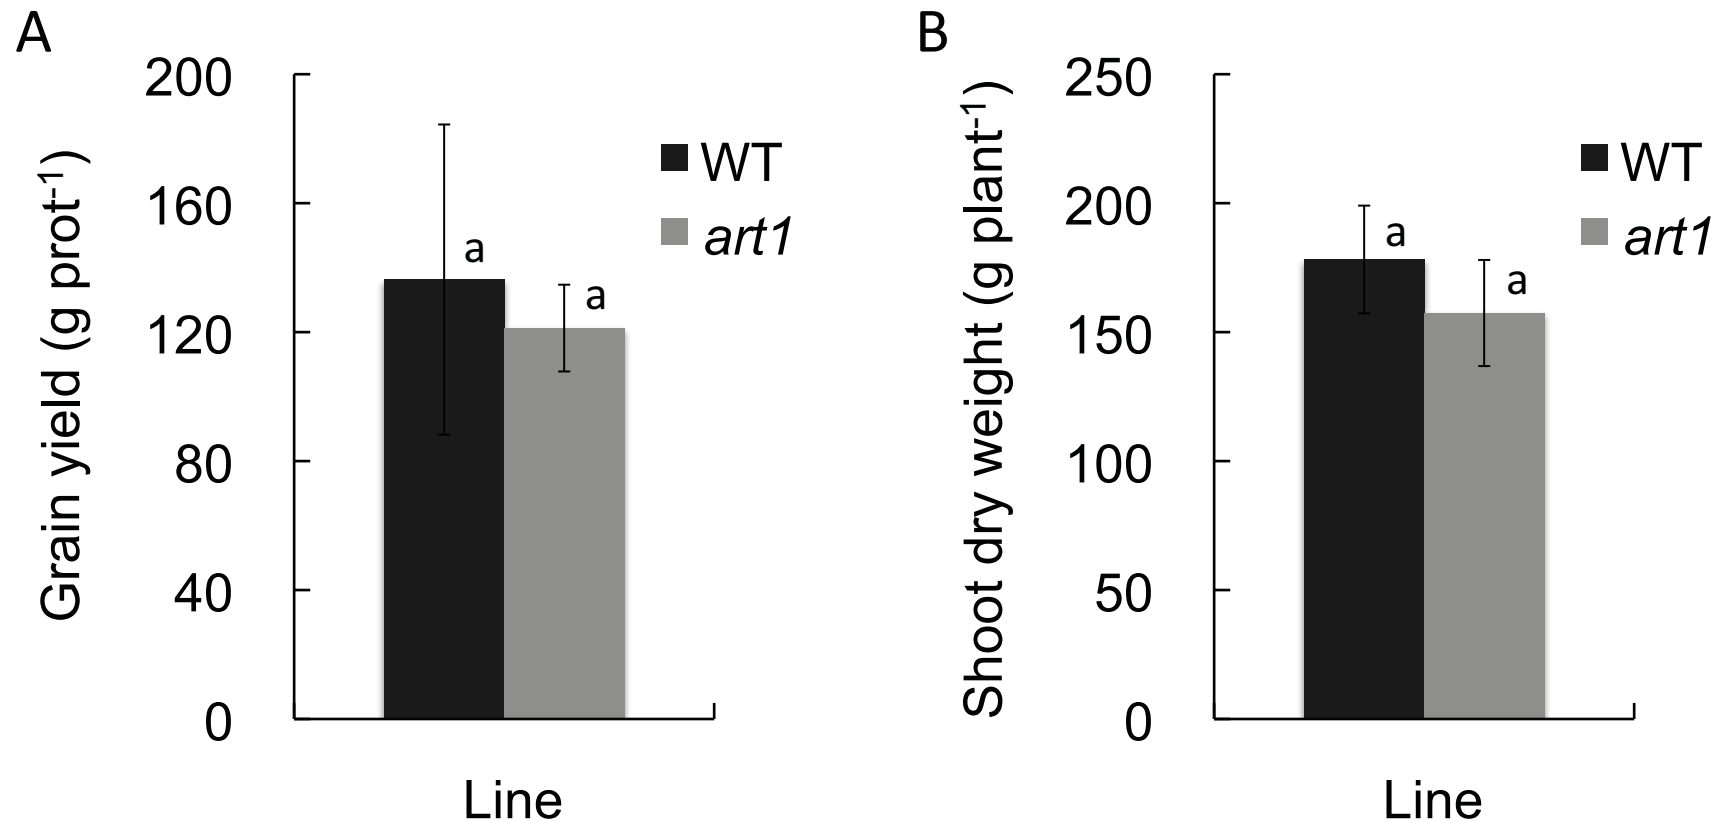 A
Grain yield (g prot-1)
200
160
120
80
40
0
a
a
WT
art1
Line
B
Shoot dry weight (g plant-1)
250
200
150
100
50
0
a
a
WT
art1
Line